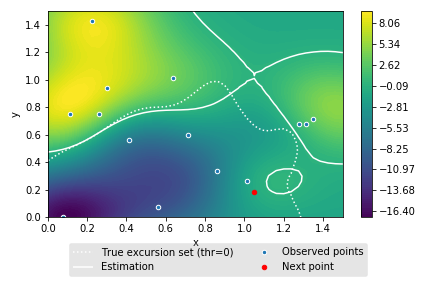 1.4
1.2
1.0
0.8
0.6
0.4
0.2
0.0
y
0.0 0.2 0.4 0.6 0.8 1.0 1.2 1.4
x
8.06
5.34
2.62
−0.09
−2.81
−5.53
−8.25
−10.97
−13.68
−16.40
True excursion set (thr=0)
Estimation
Observed points
Next point